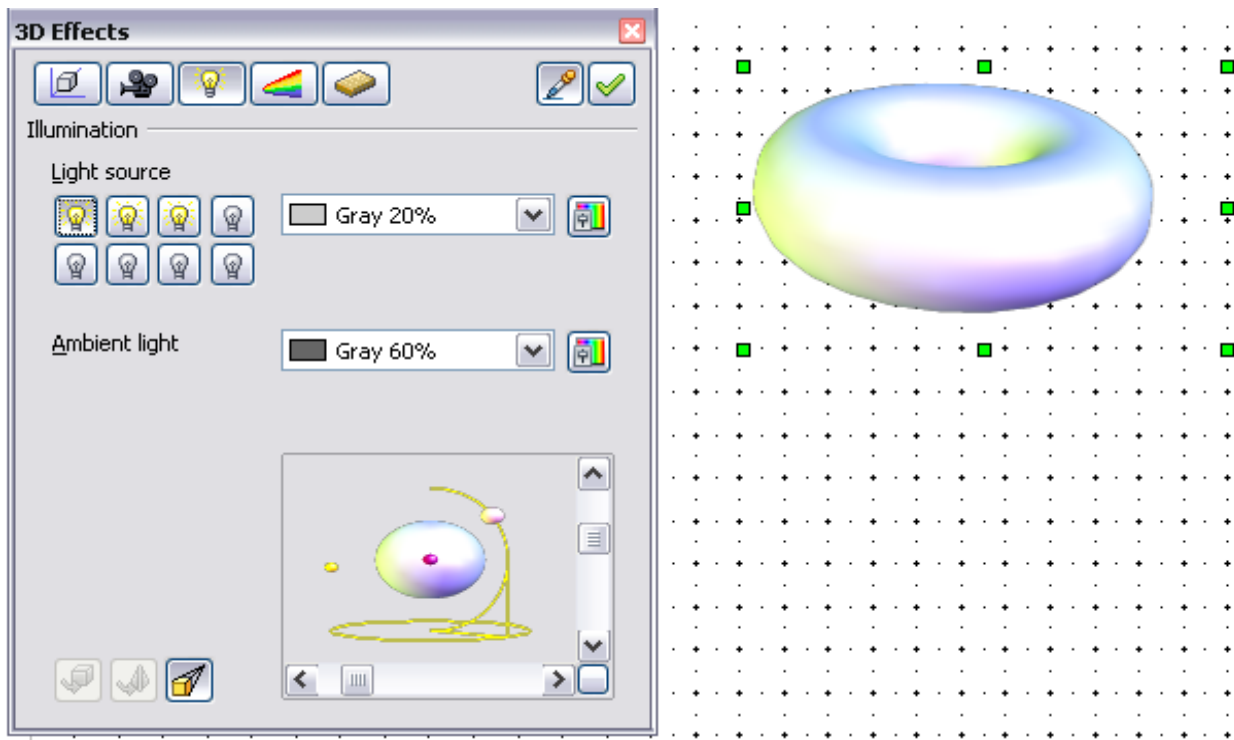 3D Effects
Illumination
Light source
Gray 20%
Ambient light
Gray 60%